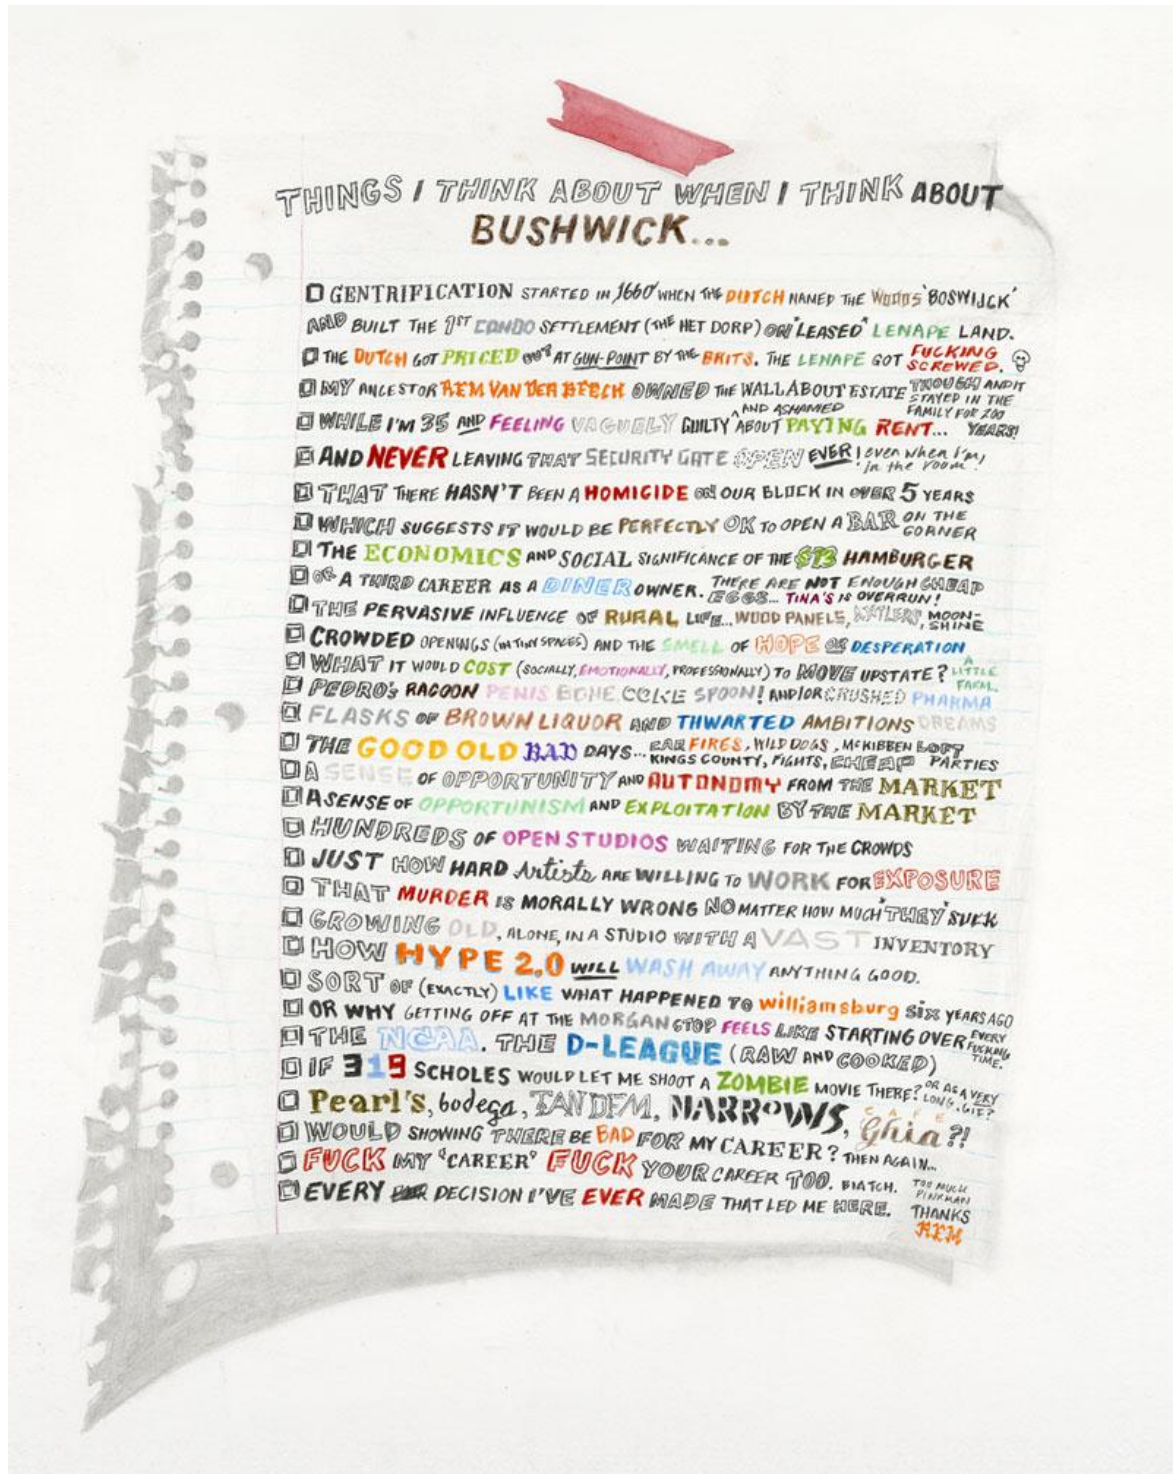 THINGS I THINK ABOUT WHEN I THINK ABOUT
BUSHWICK...
GENTRIFICATION STARTED IN 1660 WHEN THE DUTCH NAMED THE WOODS 'BOSWIJCK'
AND BUILT THE 1ST CONDO SETTLEMENT (THE HET DORP) ON "LEASED" LENAPE LAND.
THE DUTCH GOT PRICED OUT AT GUN-POINT BY THE BRITS. THE LENAPE GOT FUCKING SCREWED.
MY ANCESTOR REM VAN DER BEECK OWNED THE WALLABOUT ESTATE THOUGH AND IT STAYED IN THE FAMILY FOR 200 YEARS!
WHILE I'M 35 AND FEELING VAGUELY GUILTY ^AND ASHAMED ABOUT PAYING RENT...
AND NEVER LEAVING THAT SECURITY GATE OPEN EVER! even when I'm in the room!
THAT THERE HASN'T BEEN A HOMICIDE ON OUR BLOCK IN OVER 5 YEARS
WHICH SUGGESTS IT WOULD BE PERFECTLY OK TO OPEN A BAR ON THE CORNER
THE ECONOMICS AND SOCIAL SIGNIFICANCE OF THE $13 HAMBURGER
OF A THIRD CAREER AS A DINER OWNER. THERE ARE NOT ENOUGH CHEAP EGGS... TINA'S IS OVERRUN!
THE PERVASIVE INFLUENCE OF RURAL LIFE... WOOD PANELS, ANTLERS, MOON-SHINE
CROWDED OPENINGS (IN TINY SPACES) AND THE SMELL OF HOPE OR DESPERATION
WHAT IT WOULD COST (SOCIALLY, EMOTIONALLY, PROFESSIONALLY) TO MOVE UPSTATE? A LITTLE FARM.
PEDRO'S RACOON PENIS BONE COKE SPOON! AND/OR CRUSHED PHARMA
FLASKS OF BROWN LIQUOR AND THWARTED AMBITIONS DREAMS
THE GOOD OLD BAD DAYS... CAR FIRES, WILD DOGS, MCKIBBEN LOFT PARTIES KINGS COUNTY, FIGHTS, CHEAP
A SENSE OF OPPORTUNITY AND AUTONOMY FROM THE MARKET
A SENSE OF OPPORTUNISM AND EXPLOITATION BY THE MARKET
HUNDREDS OF OPEN STUDIOS WAITING FOR THE CROWDS
JUST HOW HARD Artists ARE WILLING TO WORK FOR EXPOSURE
THAT MURDER IS MORALLY WRONG NO MATTER HOW MUCH "THEY" SUCK
GROWING OLD, ALONE, IN A STUDIO WITH A VAST INVENTORY
HOW HYPE 2.0 WILL WASH AWAY ANYTHING GOOD.
SORT OF (EXACTLY) LIKE WHAT HAPPENED TO williamsburg SIX YEARS AGO
OR WHY GETTING OFF AT THE MORGAN STOP FEELS LIKE STARTING OVER EVERY FUCKING TIME.
THE NCAA. THE D-LEAGUE (RAW AND COOKED)
IF 319 SCHOLES WOULD LET ME SHOOT A ZOMBIE MOVIE THERE? OR AS A VERY LONG .GIF?
Pearl's, bodega, TANDEM, NARROWS, CAFE Ghia?!
WOULD SHOWING THERE BE BAD FOR MY CAREER? THEN AGAIN...
FUCK MY "CAREER" FUCK YOUR CAREER TOO. BIATCH. TOO MUCH PINKMAN
EVERY DECISION I'VE EVER MADE THAT LED ME HERE. THANKS
REM